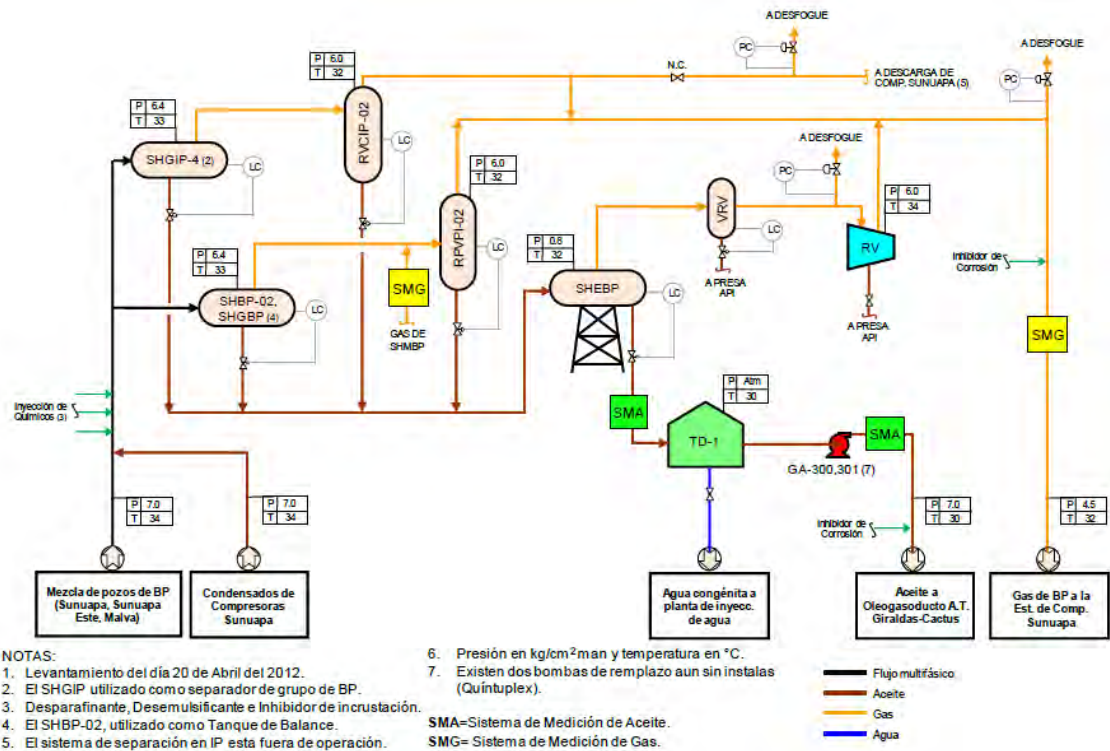 A DESFOGUE
PC
N.C.
A DESCARGA DE
COMP. SUNUAPA (5)
A DESFOGUE
PC
P 6.0
T 32
RVCIP-02
LC
P 6.4
T 33
SHGIP-4 (2)
LC
P 6.0
T 32
RPVPI-02
LC
A DESFOGUE
PC
P 6.0
T 34
RV
A PRESA
API
VRV
LC
A PRESA
API
P 6.4
T 33
SHBP-02,
SHGBP (4)
LC
SMG
GAS DE
SHMBP
P 0.8
T 32
SHEBP
LC
Inhibidor de
Corrosión
SMG
Inyección de
Químicos (3)
SMA
P Atm
T 30
TD-1
GA-300,301 (7)
SMA
P 7.0
T 34
P 7.0
T 34
Inhibidor de
Corrosión
P 7.0
T 30
P 4.5
T 32
Mezcla de pozos de BP
(Sunuapa, Sunuapa
Este, Malva)
Condensados de
Compresoras
Sunuapa
Agua congénita a
planta de inyecc.
de agua
Aceite a
Oleogasoducto A.T.
Giraldas-Cactus
Gas de BP a la
Est. de Comp.
Sunuapa
NOTAS:
1. Levantamiento del día 20 de Abril del 2012.
2. El SHGIP utilizado como separador de grupo de BP.
3. Desparafinante, Desemulsificante e Inhibidor de incrustación.
4. El SHBP-02, utilizado como Tanque de Balance.
5. El sistema de separación en IP esta fuera de operación.
6. Presión en kg/cm² man y temperatura en °C.
7. Existen dos bombas de remplazo aun sin instalas
(Quíntuplex).
SMA=Sistema de Medición de Aceite.
SMG= Sistema de Medición de Gas.
Flujo multifásico
Aceite
Gas
Agua